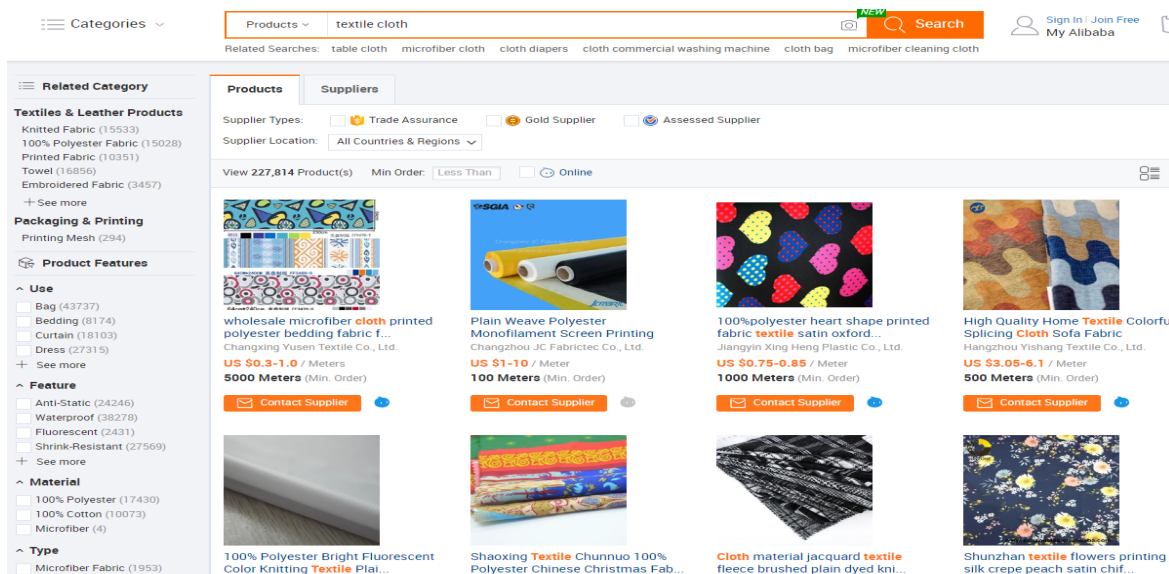 Categories
Products
textile cloth
NEW
Search
Sign In | Join Free
My Alibaba
Related Searches: table cloth microfiber cloth cloth diapers cloth commercial washing machine cloth bag microfiber cleaning cloth
Related Category
Textiles & Leather Products
Knitted Fabric (15533)
100% Polyester Fabric (15028)
Printed Fabric (10351)
Towel (16856)
Embroidered Fabric (3457)
See more
Packaging & Printing
Printing Mesh (294)
Product Features
Use
Bag (43737)
Bedding (8174)
Curtain (18103)
Dress (27315)
See more
Feature
Anti-Static (24246)
Waterproof (38278)
Fluorescent (2431)
Shrink-Resistant (27569)
See more
Material
100% Polyester (17430)
100% Cotton (10073)
Microfiber (4)
Type
Microfiber Fabric (1953)
Products Suppliers
Supplier Types: Trade Assurance Gold Supplier Assessed Supplier
Supplier Location: All Countries & Regions
View 227,814 Product(s) Min Order: Less Than Online
wholesale microfiber cloth printed
polyester bedding fabric f...
Changxing Yusen Textile Co., Ltd.
US $0.3-1.0 / Meter
5000 Meters (Min. Order)
Contact Supplier
SGIA
Plain Weave Polyester
Monofilament Screen Printing
Changzhou JC Fabrictec Co., Ltd.
US $1-10 / Meter
100 Meters (Min. Order)
Contact Supplier
100%polyester heart shape printed
fabric textile satin oxford...
Jiangyin Xing Heng Plastic Co., Ltd.
US $0.75-0.85 / Meter
1000 Meters (Min. Order)
Contact Supplier
High Quality Home Textile Colorfu
Splicing Cloth Sofa Fabric
Hangzhou Yishang Textile Co., Ltd.
US $3.05-6.1 / Meter
500 Meters (Min. Order)
Contact Supplier
100% Polyester Bright Fluorescent
Color Knitting Textile Plai...
Shaoxing Textile Chunnuo 100%
Polyester Chinese Christmas Fab...
Cloth material jacquard textile
fleece brushed plain dyed kni...
Shunzhan textile flowers printing
silk crepe peach satin chif...